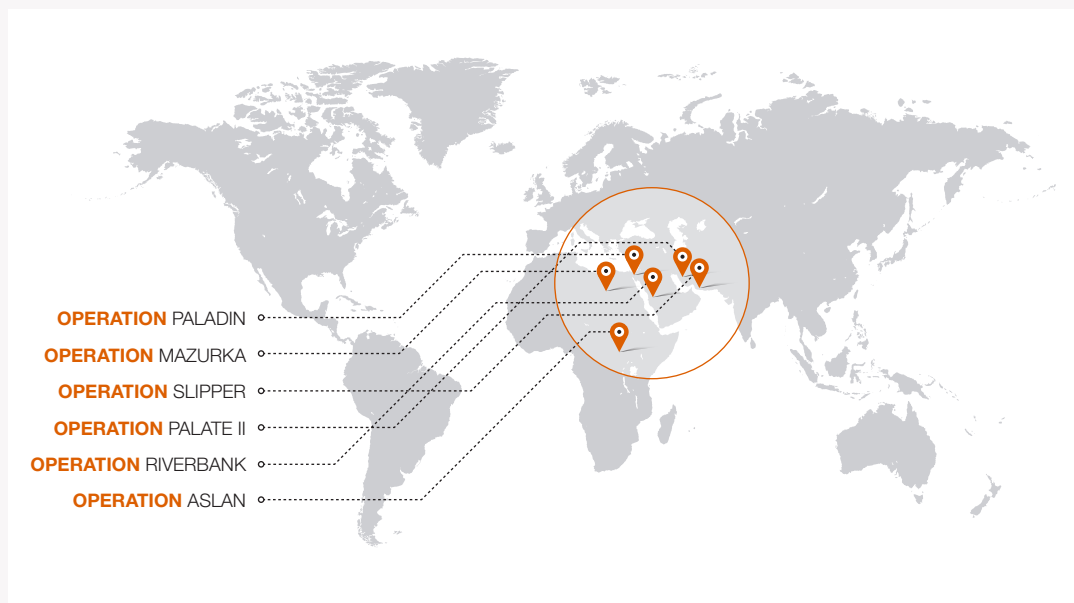 OPERATION PALADIN
OPERATION MAZURKA
OPERATION SLIPPER
OPERATION PALATE II
OPERATION RIVERBANK
OPERATION ASLAN